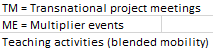 TM = Transnational project meetings
ME = Multiplier events
Teaching activities (blended mobility)